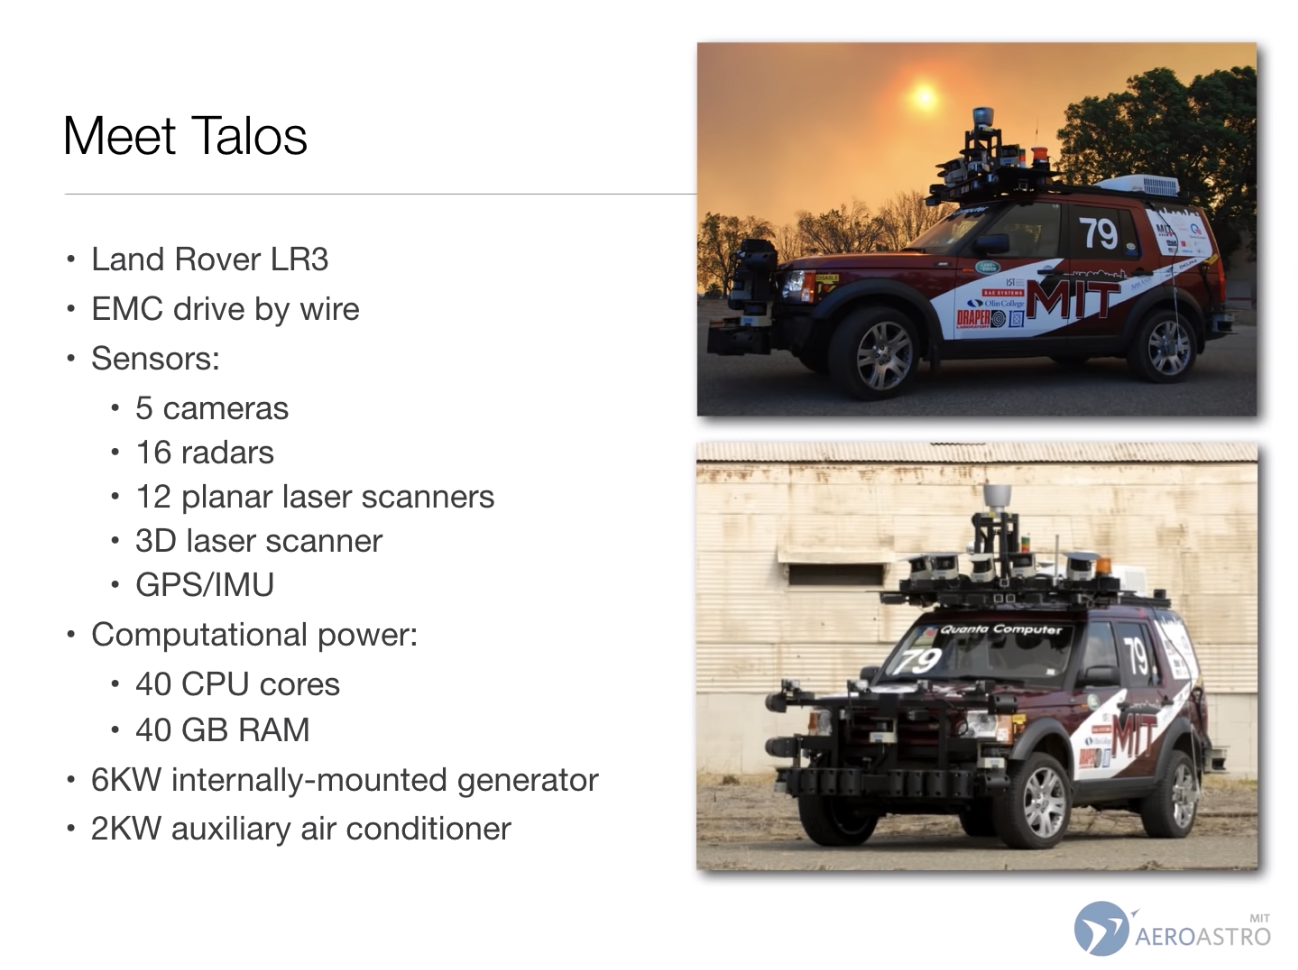 Meet Talos
• Land Rover LR3
• EMC drive by wire
• Sensors:
• 5 cameras
• 16 radars
• 12 planar laser scanners
• 3D laser scanner
• GPS/IMU
• Computational power:
• 40 CPU cores
• 40 GB RAM
• 6KW internally-mounted generator
• 2KW auxiliary air conditioner
79
MIT
BAE SYSTEMS
Olin College
DRAPER
LABORATORY
MIT
Quanta Computer
79
79
MIT
MIT
AEROASTRO